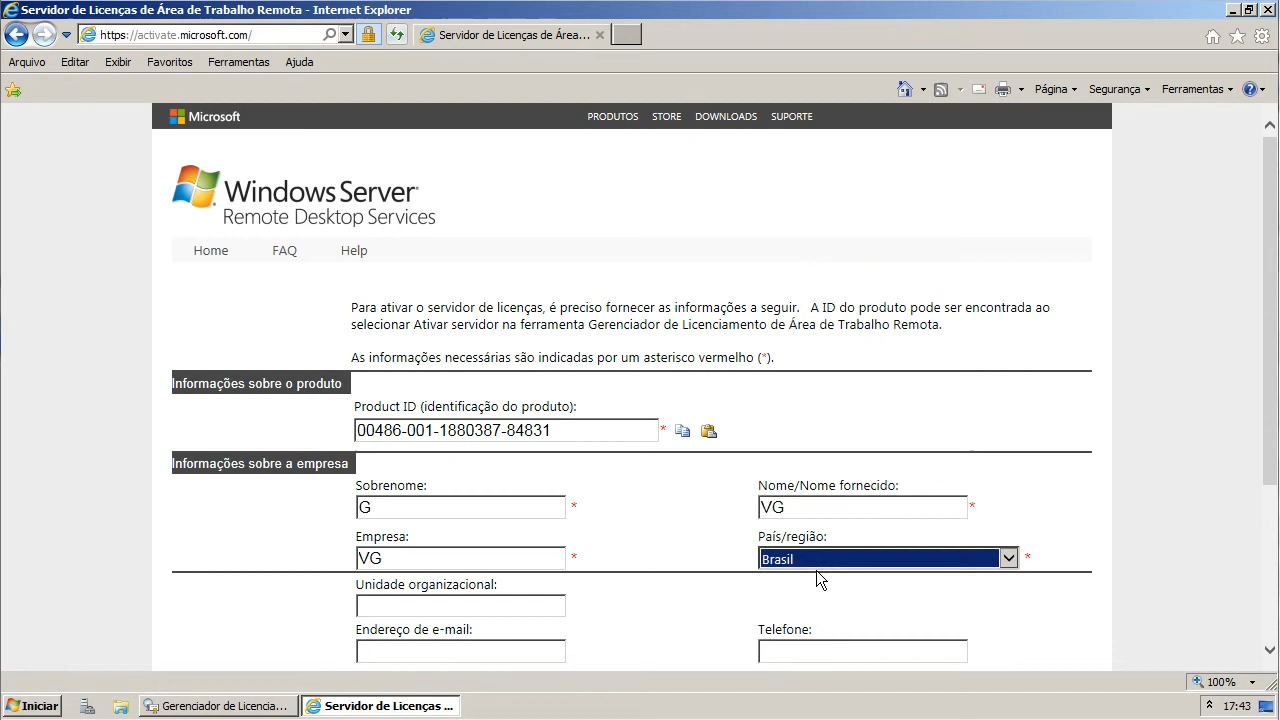 Servidor de Licenças de Área de Trabalho Remota - Internet Explorer
https://activate.microsoft.com/
Servidor de Licenças de Área...
Arquivo Editar Exibir Favoritos Ferramentas Ajuda
Página Segurança Ferramentas
Microsoft
PRODUTOS STORE DOWNLOADS SUPORTE
Windows Server
Remote Desktop Services
Home FAQ Help
Para ativar o servidor de licenças, é preciso fornecer as informações a seguir. A ID do produto pode ser encontrada ao
selecionar Ativar servidor na ferramenta Gerenciador de Licenciamento de Área de Trabalho Remota.
As informações necessárias são indicadas por um asterisco vermelho (*).
Informações sobre o produto
Product ID (identificação do produto):
00486-001-1880387-84831 *
Informações sobre a empresa
Sobrenome: Nome/Nome fornecido:
G * VG *
Empresa: País/região:
VG * Brasil *
Unidade organizacional:
Endereço de e-mail: Telefone:
100%
Iniciar Gerenciador de Licencia... Servidor de Licenças ... 17:43